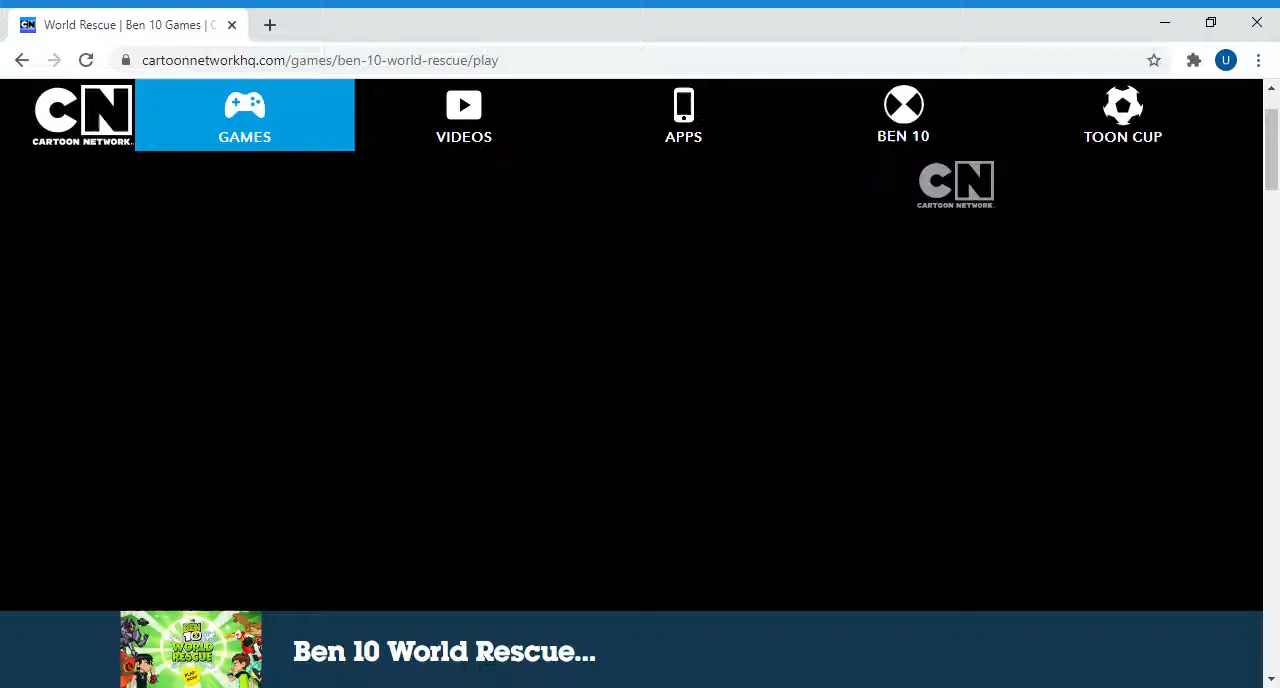 World Rescue | Ben 10 Games | C
cartoonnetworkhq.com/games/ben-10-world-rescue/play
U
CN
CARTOON NETWORK.
GAMES
VIDEOS
APPS
BEN 10
TOON CUP
CN
CARTOON NETWORK.
BEN
10
WORLD
RESCUE
Ben 10 World Rescue...